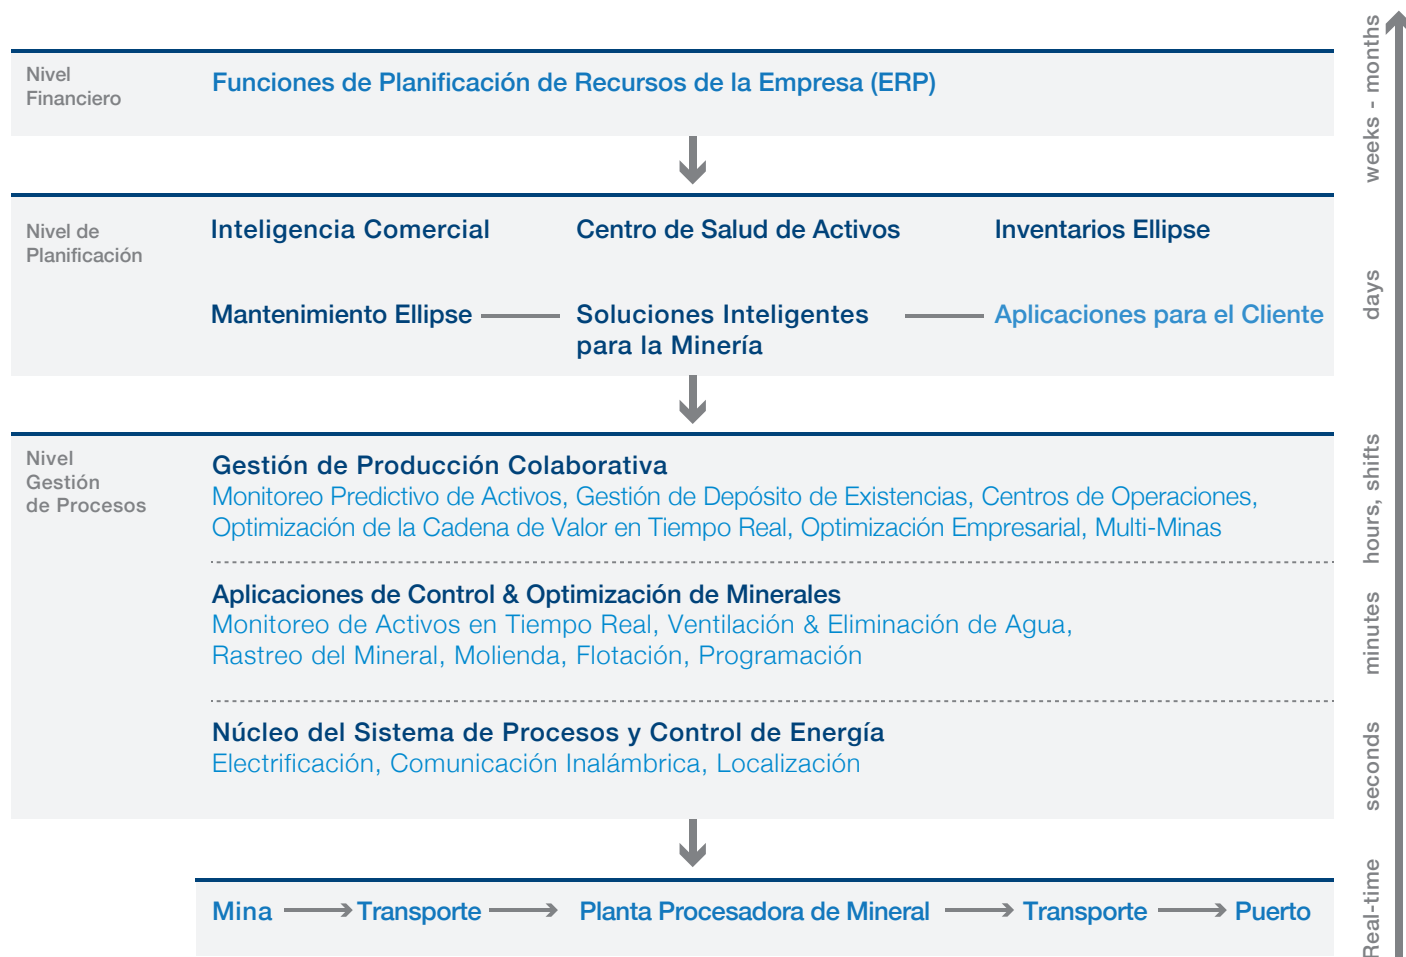 Nivel
Financiero
Funciones de Planificación de Recursos de la Empresa (ERP)
Nivel de
Planificación
Inteligencia Comercial
Centro de Salud de Activos
Inventarios Ellipse
Mantenimiento Ellipse
Soluciones Inteligentes
para la Minería
Aplicaciones para el Cliente
Nivel
Gestión
de Procesos
Gestión de Producción Colaborativa
Monitoreo Predictivo de Activos, Gestión de Depósito de Existencias, Centros de Operaciones,
Optimización de la Cadena de Valor en Tiempo Real, Optimización Empresarial, Multi-Minas
Aplicaciones de Control & Optimización de Minerales
Monitoreo de Activos en Tiempo Real, Ventilación & Eliminación de Agua,
Rastreo del Mineral, Molienda, Flotación, Programación
Núcleo del Sistema de Procesos y Control de Energía
Electrificación, Comunicación Inalámbrica, Localización
Mina
Transporte
Planta Procesadora de Mineral
Transporte
Puerto
weeks - months
days
hours, shifts
minutes
seconds
Real-time